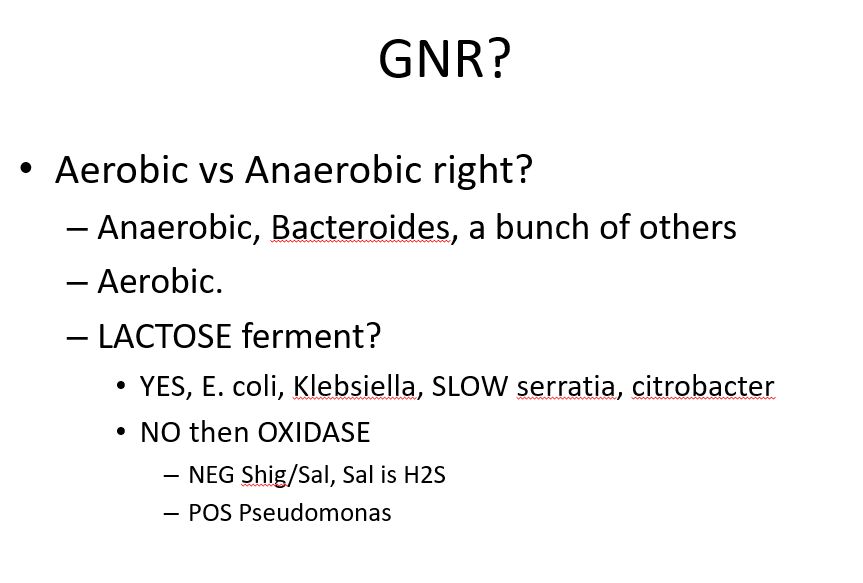 GNR?
• Aerobic vs Anaerobic right?
– Anaerobic, Bacteroides, a bunch of others
– Aerobic.
– LACTOSE ferment?
• YES, E. coli, Klebsiella, SLOW serratia, citrobacter
• NO then OXIDASE
– NEG Shig/Sal, Sal is H2S
– POS Pseudomonas